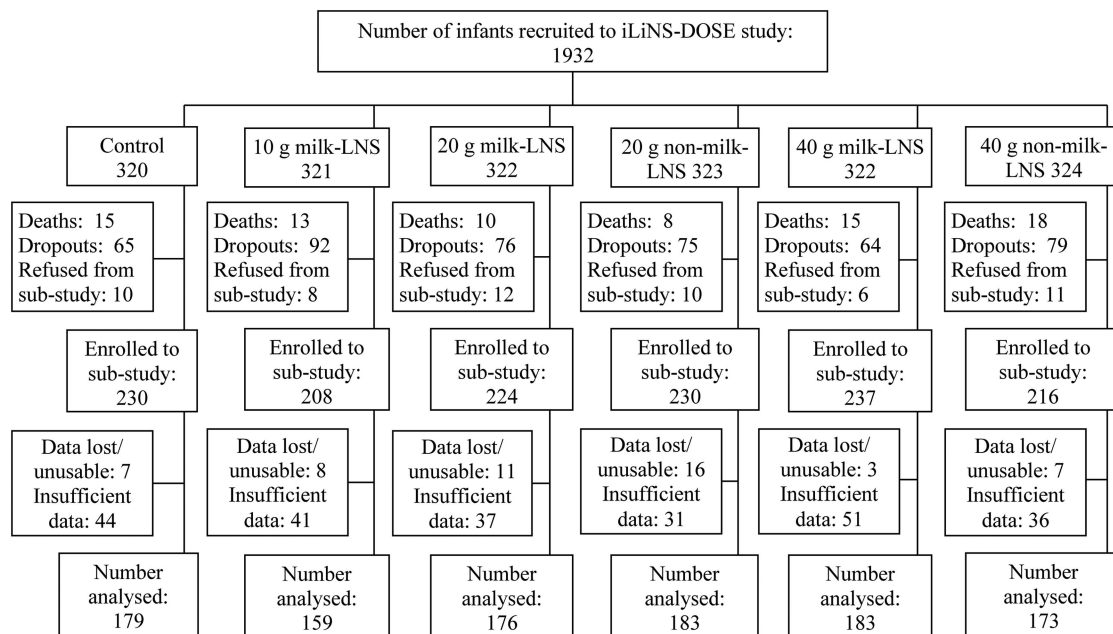 Number of infants recruited to iLiNS-DOSE study:
1932
Control
320
10 g milk-LNS
321
20 g milk-LNS
322
20 g non-milk-
LNS 323
40 g milk-LNS
322
40 g non-milk-
LNS 324
Deaths: 15
Dropouts: 65
Refused from
sub-study: 10
Deaths: 13
Dropouts: 92
Refused from
sub-study: 8
Deaths: 10
Dropouts: 76
Refused from
sub-study: 12
Deaths: 8
Dropouts: 75
Refused from
sub-study: 10
Deaths: 15
Dropouts: 64
Refused from
sub-study: 6
Deaths: 18
Dropouts: 79
Refused from
sub-study: 11
Enrolled to
sub-study:
230
Enrolled to
sub-study:
208
Enrolled to
sub-study:
224
Enrolled to
sub-study:
230
Enrolled to
sub-study:
237
Enrolled to
sub-study:
216
Data lost/
unusable: 7
Insufficient
data: 44
Data lost/
unusable: 8
Insufficient
data: 41
Data lost/
unusable: 11
Insufficient
data: 37
Data lost/
unusable: 16
Insufficient
data: 31
Data lost/
unusable: 3
Insufficient
data: 51
Data lost/
unusable: 7
Insufficient
data: 36
Number
analysed:
179
Number
analysed:
159
Number
analysed:
176
Number
analysed:
183
Number
analysed:
183
Number
analysed:
173